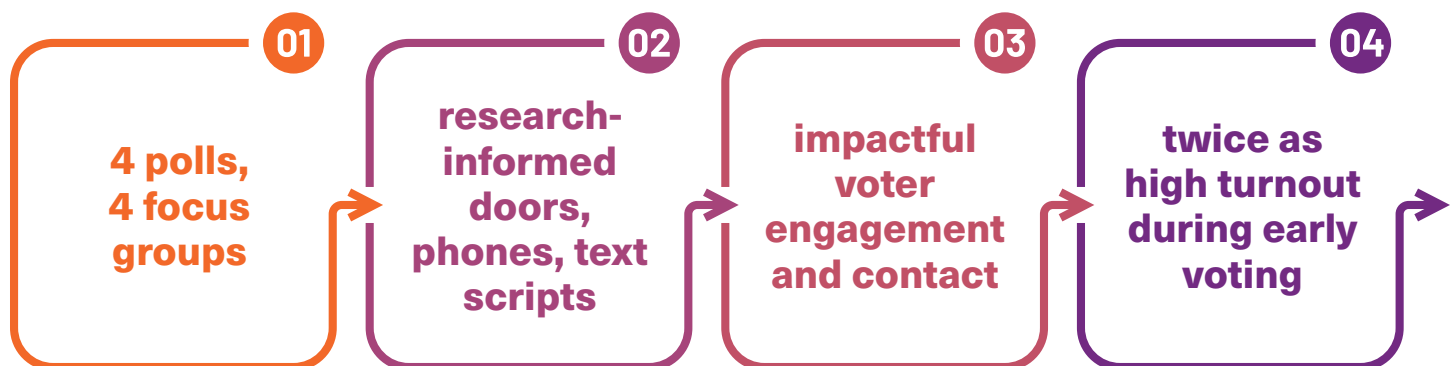 01
4 polls,
4 focus
groups
02
research-
informed
doors,
phones, text
scripts
03
impactful
voter
engagement
and contact
04
twice as
high turnout
during early
voting